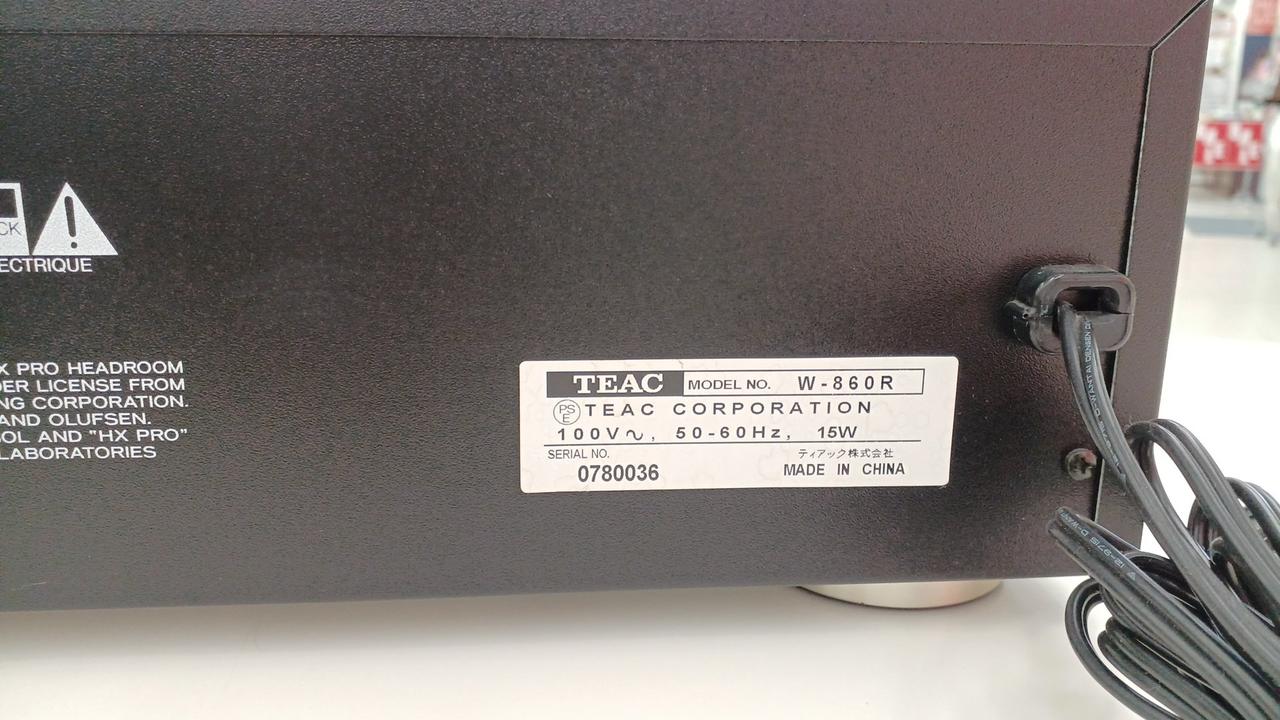 CK
ECTRIQUE
X PRO HEADROOM
DER LICENSE FROM
NG CORPORATION.
AND OLUFSEN.
BOL AND "HX PRO"
LABORATORIES
TEAC MODEL NO. W-860R
PSE TEAC CORPORATION
100V∿, 50-60Hz, 15W
SERIAL NO. ティアック株式会社
0780036 MADE IN CHINA